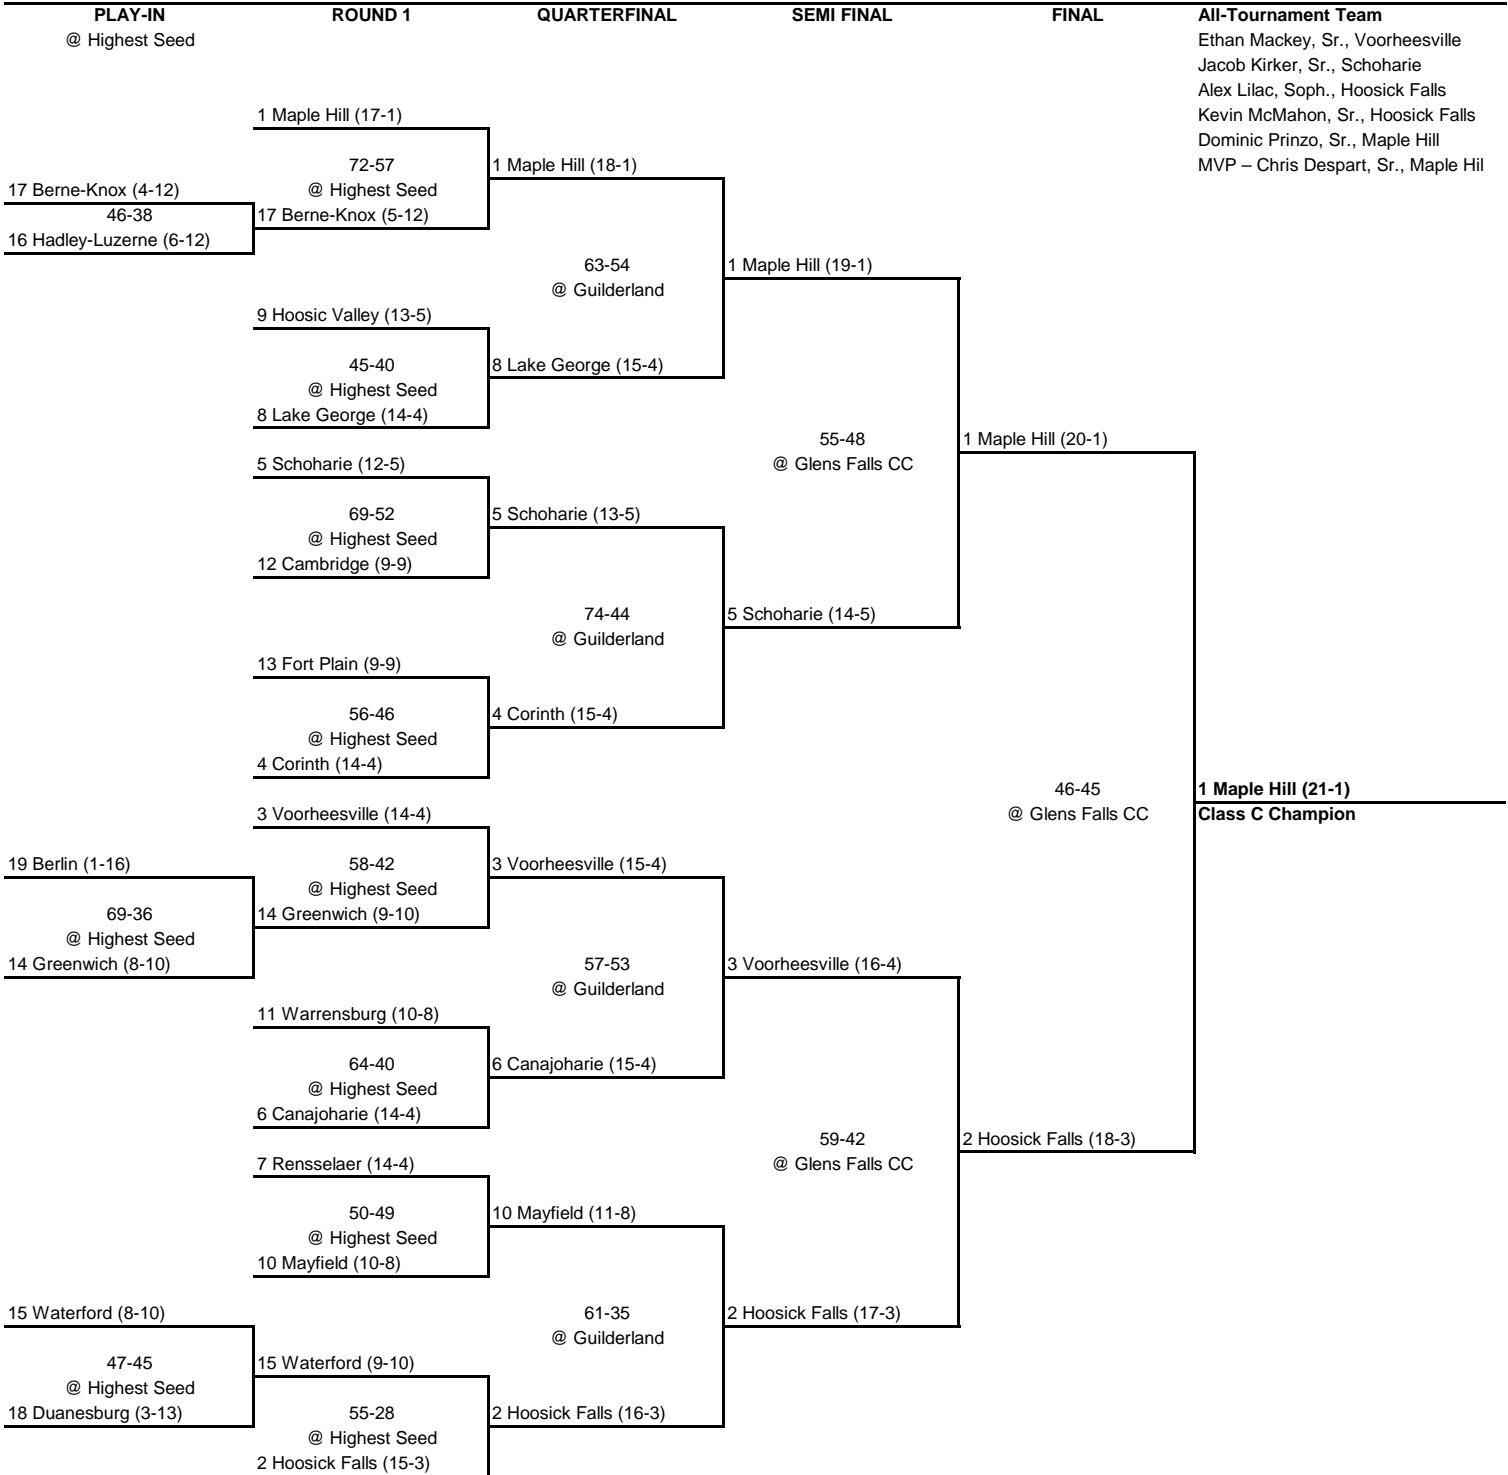 PLAY-IN ROUND 1 QUARTERFINAL SEMI FINAL FINAL All-Tournament Team
@ Highest Seed Ethan Mackey, Sr., Voorheesville
Jacob Kirker, Sr., Schoharie
Alex Lilac, Soph., Hoosick Falls
1 Maple Hill (17-1) Kevin McMahon, Sr., Hoosick Falls
Dominic Prinzo, Sr., Maple Hill
72-57 1 Maple Hill (18-1) MVP – Chris Despart, Sr., Maple Hil
17 Berne-Knox (4-12) @ Highest Seed
46-38 17 Berne-Knox (5-12)
16 Hadley-Luzerne (6-12)
63-54 1 Maple Hill (19-1)
@ Guilderland
9 Hoosic Valley (13-5)
45-40 8 Lake George (15-4)
@ Highest Seed
8 Lake George (14-4)
55-48 1 Maple Hill (20-1)
5 Schoharie (12-5) @ Glens Falls CC
69-52 5 Schoharie (13-5)
@ Highest Seed
12 Cambridge (9-9)
74-44 5 Schoharie (14-5)
@ Guilderland
13 Fort Plain (9-9)
56-46 4 Corinth (15-4)
@ Highest Seed
4 Corinth (14-4)
46-45 1 Maple Hill (21-1)
3 Voorheesville (14-4) @ Glens Falls CC Class C Champion
19 Berlin (1-16) 58-42 3 Voorheesville (15-4)
@ Highest Seed
69-36 14 Greenwich (9-10)
@ Highest Seed
14 Greenwich (8-10) 57-53 3 Voorheesville (16-4)
@ Guilderland
11 Warrensburg (10-8)
64-40 6 Canajoharie (15-4)
@ Highest Seed
6 Canajoharie (14-4)
59-42 2 Hoosick Falls (18-3)
7 Rensselaer (14-4) @ Glens Falls CC
50-49 10 Mayfield (11-8)
@ Highest Seed
10 Mayfield (10-8)
15 Waterford (8-10) 61-35 2 Hoosick Falls (17-3)
@ Guilderland
47-45 15 Waterford (9-10)
@ Highest Seed
18 Duanesburg (3-13) 55-28 2 Hoosick Falls (16-3)
@ Highest Seed
2 Hoosick Falls (15-3)